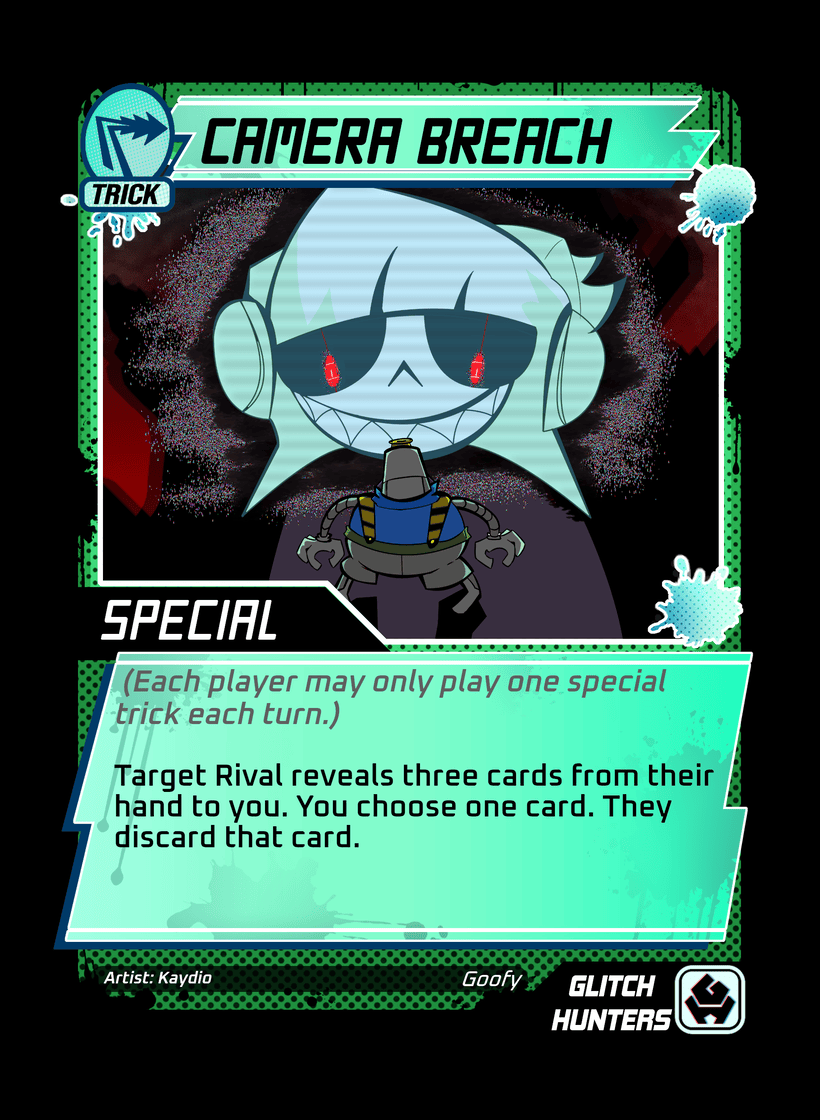 CAMERA BREACH
TRICK
SPECIAL
(Each player may only play one special
trick each turn.)
Target Rival reveals three cards from their
hand to you. You choose one card. They
discard that card.
Artist: Kaydio
Goofy
GLITCH
HUNTERS